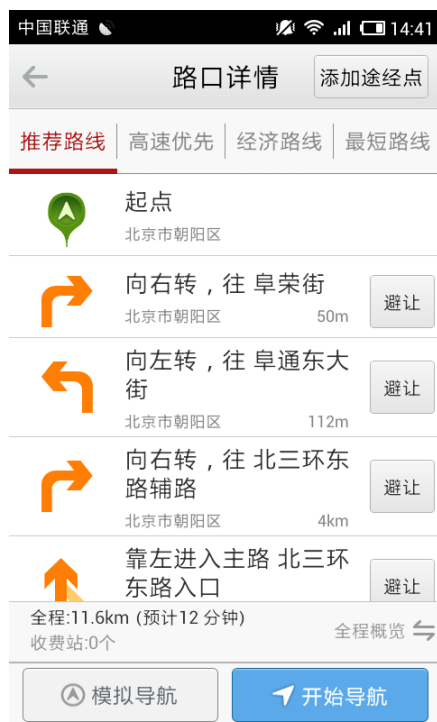 中国联通 14:41
路口详情 添加途经点
推荐路线 高速优先 经济路线 最短路线
起点
北京市朝阳区
向右转，往 阜荣街
北京市朝阳区 50m
避让
向左转，往 阜通东大
街
北京市朝阳区 112m
避让
向右转，往 北三环东
路辅路
北京市朝阳区 4km
避让
靠左进入主路 北三环
东路入口
避让
全程:11.6km (预计12 分钟)
收费站:0个
全程概览
模拟导航 开始导航